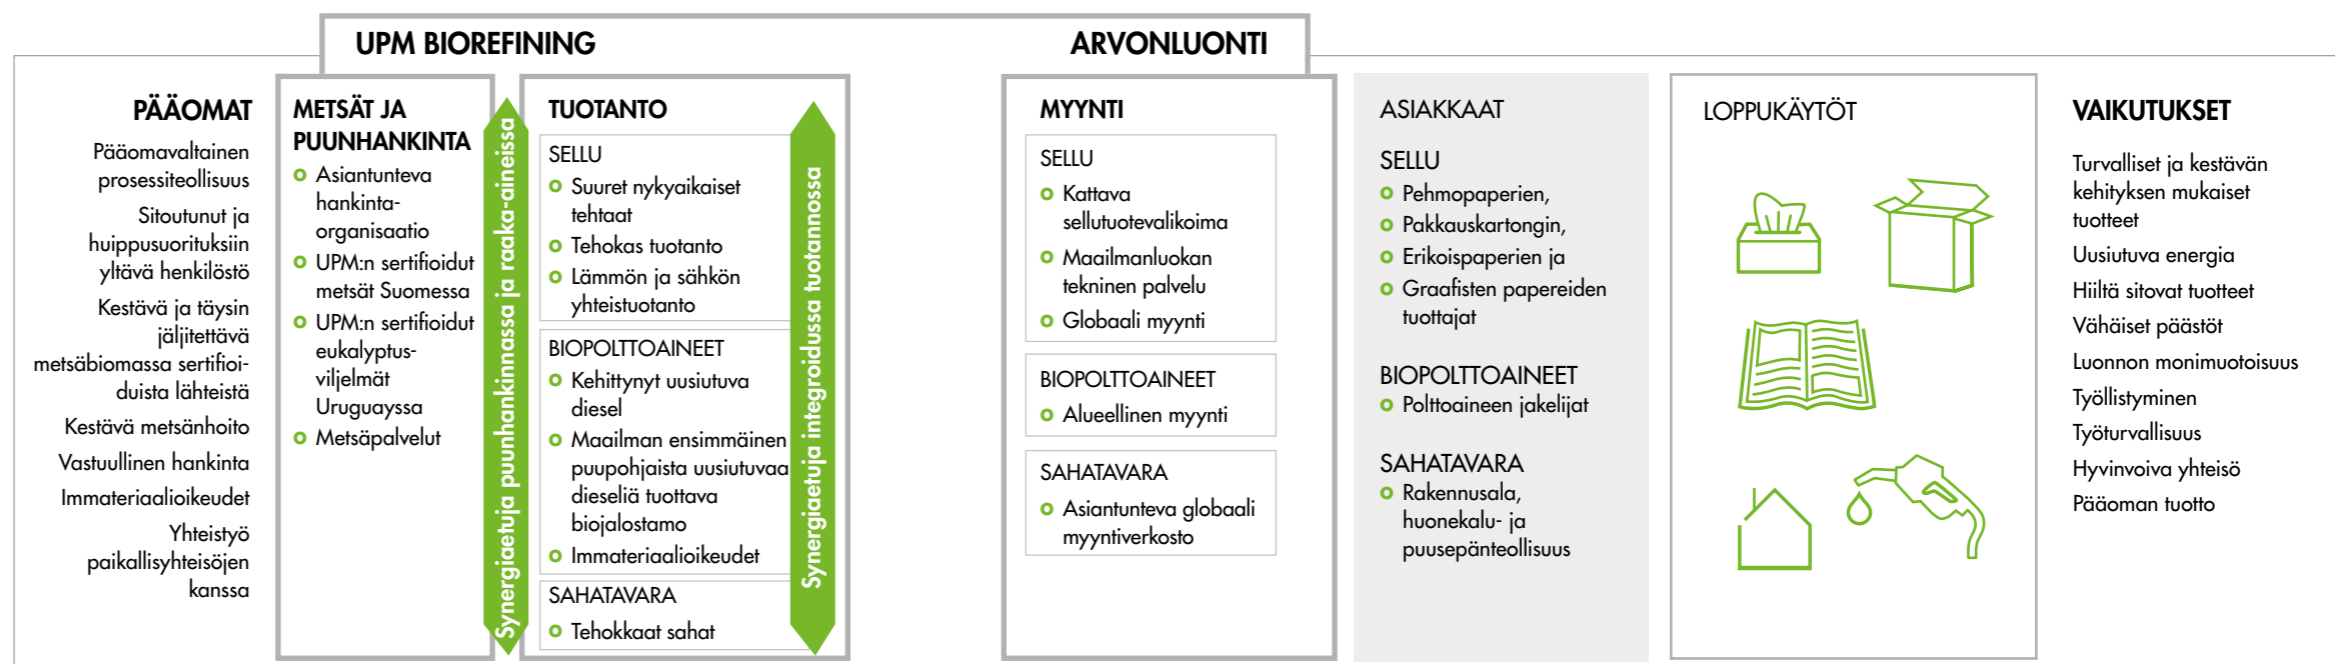 UPM BIOREFINING
ARVONLUONTI
PÄÄOMAT
Pääomavaltainen
prosessiteollisuus
Sitoutunut ja
huippusuorituksiin
yltävä henkilöstö
Kestävä ja täysin
jäljitettävä
metsäbiomassa sertifioi-
duista lähteistä
Kestävä metsänhoito
Vastuullinen hankinta
Immateriaalioikeudet
Yhteistyö
paikallisyhteisöjen
kanssa
METSÄT JA
PUUNHANKINTA
Asiantunteva
hankinta-
organisaatio
UPM:n sertifioidut
metsät Suomessa
UPM:n sertifioidut
eukalyptus-
viljelmät
Uruguayssa
Metsäpalvelut
Synergiaetuja puunhankinnassa ja raaka-aineissa
TUOTANTO
SELLU
Suuret nykyaikaiset
tehtaat
Tehokas tuotanto
Lämmön ja sähkön
yhteistuotanto
BIOPOLTTOAINEET
Kehittynyt uusiutuva
diesel
Maailman ensimmäinen
puupohjaista uusiutuvaa
dieseliä tuottava
biojalostamo
Immateriaalioikeudet
SAHATAVARA
Tehokkaat sahat
Synergiaetuja integroidussa tuotannossa
MYYNTI
SELLU
Kattava
sellutuotevalikoima
Maailmanluokan
tekninen palvelu
Globaali myynti
BIOPOLTTOAINEET
Alueellinen myynti
SAHATAVARA
Asiantunteva globaali
myyntiverkosto
ASIAKKAAT
SELLU
Pehmopaperien,
Pakkauskartongin,
Erikoispaperien ja
Graafisten papereiden
tuottajat
BIOPOLTTOAINEET
Polttoaineen jakelijat
SAHATAVARA
Rakennusala,
huonekalu- ja
puusepänteollisuus
LOPPUKÄYTÖT
VAIKUTUKSET
Turvalliset ja kestävän
kehityksen mukaiset
tuotteet
Uusiutuva energia
Hiiltä sitovat tuotteet
Vähäiset päästöt
Luonnon monimuotoisuus
Työllistyminen
Työturvallisuus
Hyvinvoiva yhteisö
Pääoman tuotto